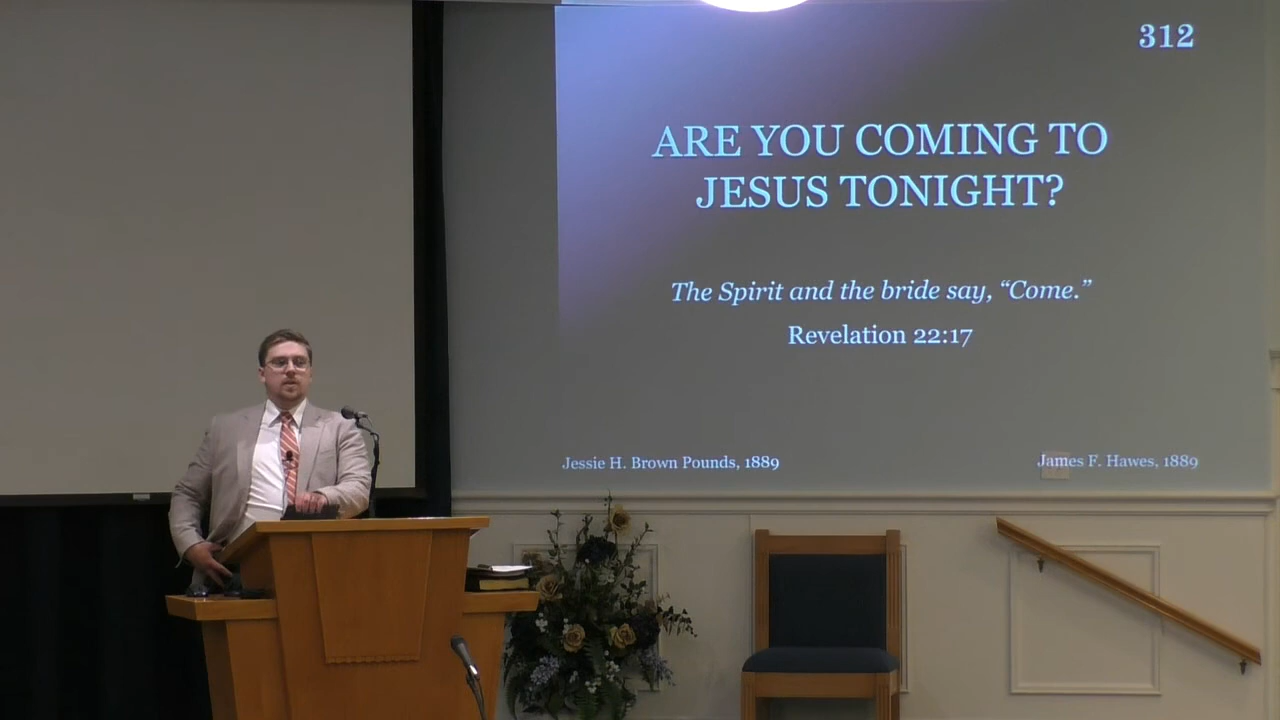 312
ARE YOU COMING TO
JESUS TONIGHT?
The Spirit and the bride say, “Come.”
Revelation 22:17
Jessie H. Brown Pounds, 1889
James F. Hawes, 1889